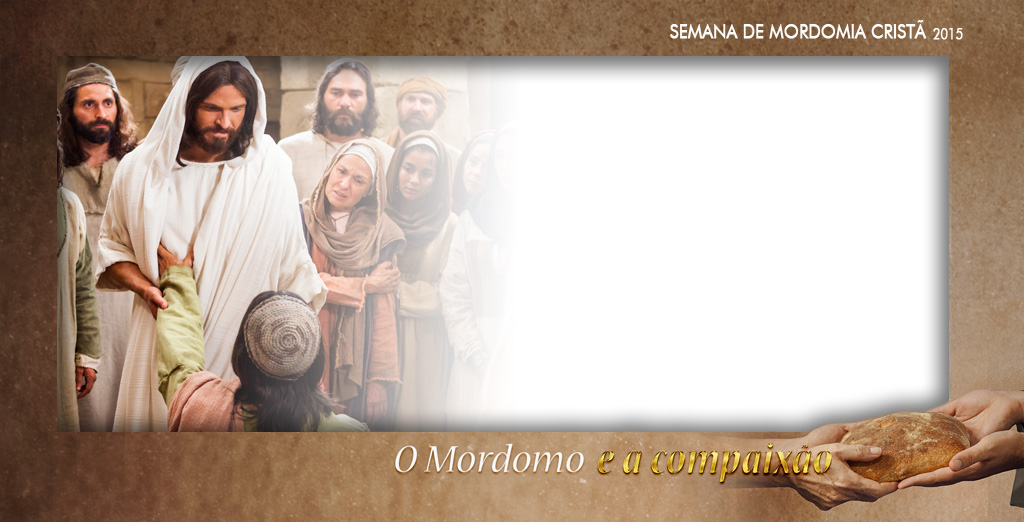 SEMANA DE MORDOMIA CRISTÃ 2015
O Mordomo e a compaixão